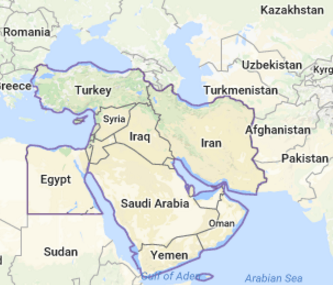 Kazakhstan
Romania
Uzbekistan
Kyrg
Greece
Turkey
Turkmenistan
Syria
Afghanistan
Iraq
Iran
Pakistan
Egypt
Saudi Arabia
Oman
Sudan
Yemen
Gulf of Aden
Arabian Sea